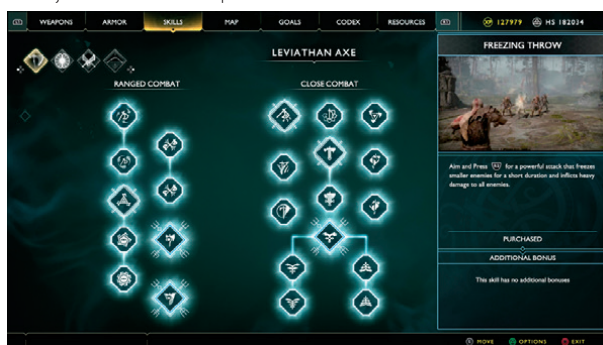 WEAPONS ARMOR SKILLS MAP GOALS CODEX RESOURCES XP 127979 HS 182034
LEVIATHAN AXE
RANGED COMBAT CLOSE COMBAT
FREEZING THROW
Aim and Press for a powerful attack that freezes
smaller enemies for a short duration and inflicts heavy
damage to all enemies.
PURCHASED
ADDITIONAL BONUS
This skill has no additional bonuses
MOVE OPTIONS EXIT